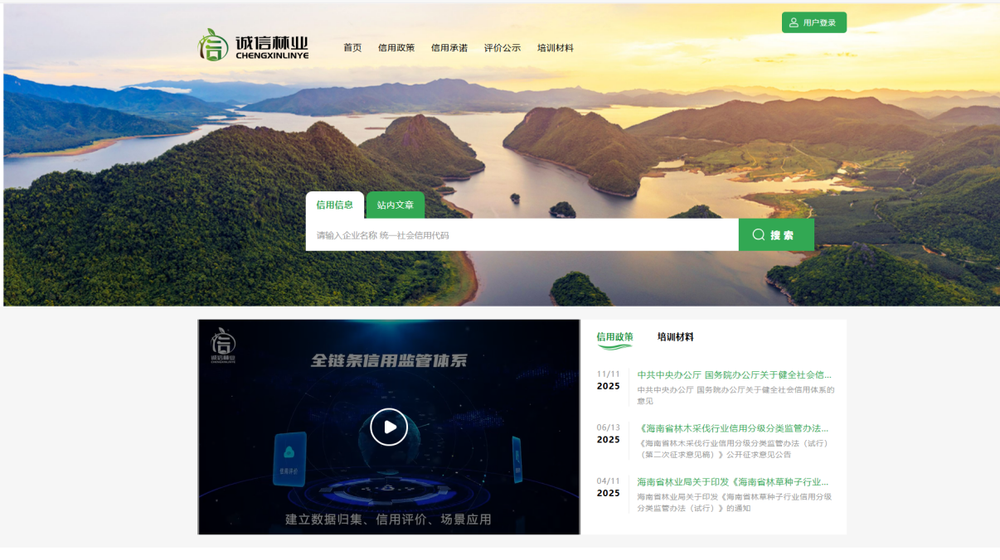 用户登录
诚信林业
CHENGXINLINYE
首页 信用政策 信用承诺 评价公示 培训材料
信用信息 站内文章
请输入企业名称 统一社会信用代码
搜索
诚信林业
CHENGXINLINYE
全链条信用监管体系
信用评价
建立数据归集、信用评价、场景应用
信用政策 培训材料
11/11
2025
中共中央办公厅 国务院办公厅关于健全社会信...
中共中央办公厅 国务院办公厅关于健全社会信用体系的
意见
06/13
2025
《海南省林木采伐行业信用分级分类监管办法...
《海南省林木采伐行业信用分级分类监管办法（试行）
（第二次征求意见稿）》公开征求意见公告
04/11
2025
海南省林业局关于印发《海南省林草种子行业...
海南省林业局关于印发《海南省林草种子行业信用分级
分类监管办法（试行）》的通知